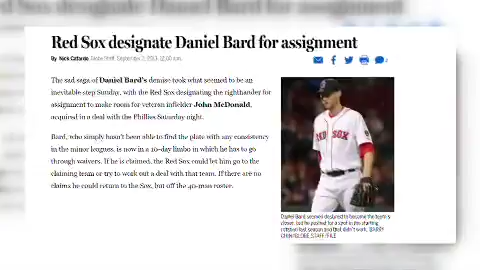 Red Sox designate Daniel Bard for assignment
By Nick Cafardo Globe Staff, September 2, 2013, 12:00 a.m.
The sad saga of Daniel Bard's demise took what seemed to be an
inevitable step Sunday, with the Red Sox designating the righthander for
assignment to make room for veteran infielder John McDonald,
acquired in a deal with the Phillies Saturday night.
Bard, who simply hasn't been able to find the plate with any consistency
in the minor leagues, is now in a 10-day limbo in which he has to go
through waivers. If he is claimed, the Red Sox could let him go to the
claiming team or try to work out a deal with that team. If there are no
claims he could return to the Sox, but off the 40-man roster.
RED SOX
Daniel Bard seemed destined to become the team's
closer, but he pushed for a spot in the starting
rotation last season and that didn't work. BARRY
CHIN/GLOBE STAFF/FILE